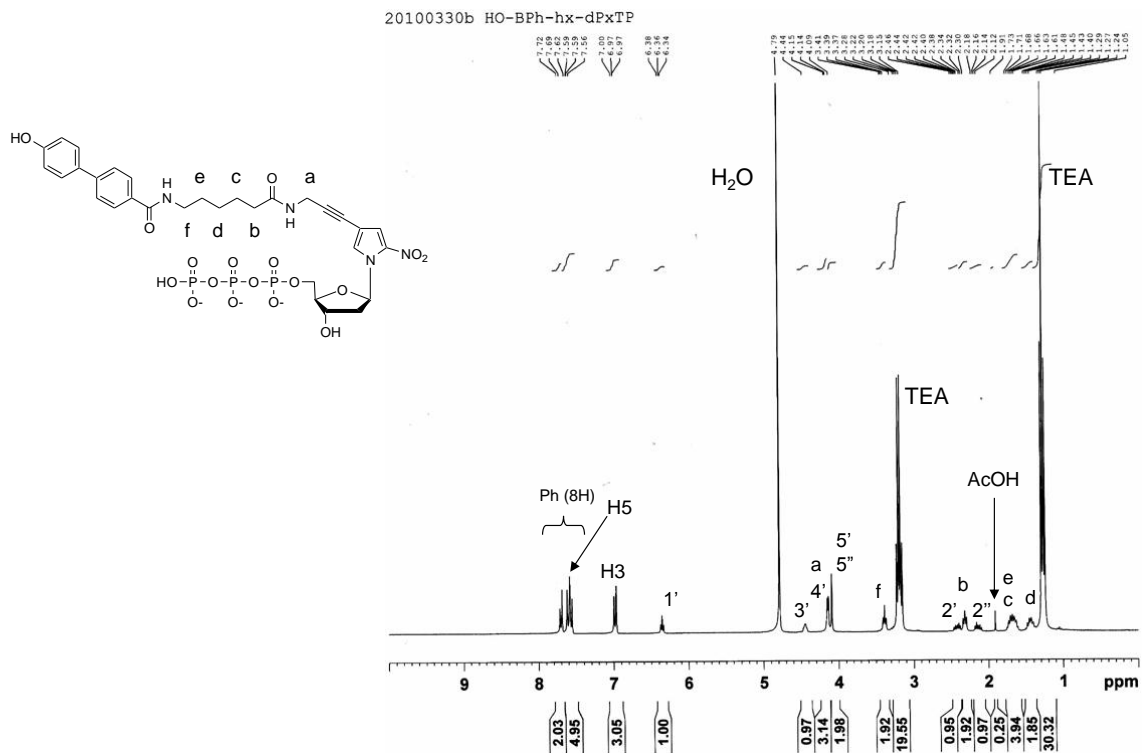 20100330b HO-BPh-hx-dPxTP
7.72 7.69 7.62 7.59 7.59 7.56 7.00 6.97 6.97 6.38 6.36 6.34 4.79 4.44 4.15 4.14 4.09 3.41 3.39 3.37 3.28 3.22 3.20 3.18 3.15 2.46 2.44 2.42 2.42 2.40 2.38 2.34 2.32 2.30 2.18 2.16 2.14 2.12 1.91 1.73 1.71 1.68 1.66 1.63 1.61 1.48 1.45 1.43 1.40 1.29 1.27 1.24 1.05
HO
e c O a
N
H
N
H
O
f d b
NO2
N
O O O
HO-P-O-P-O-P-O
O- O- O-
O
OH
H2O
TEA
TEA
AcOH
Ph (8H)
H5
H3
1'
3'
a
4'
5'
5"
f
2'
b
2"
e
c
d
9 8 7 6 5 4 3 2 1 ppm
2.03 4.95 3.05 1.00 0.97 3.14 1.98 1.92 19.55 0.95 1.92 0.97 0.25 3.94 1.85 30.32